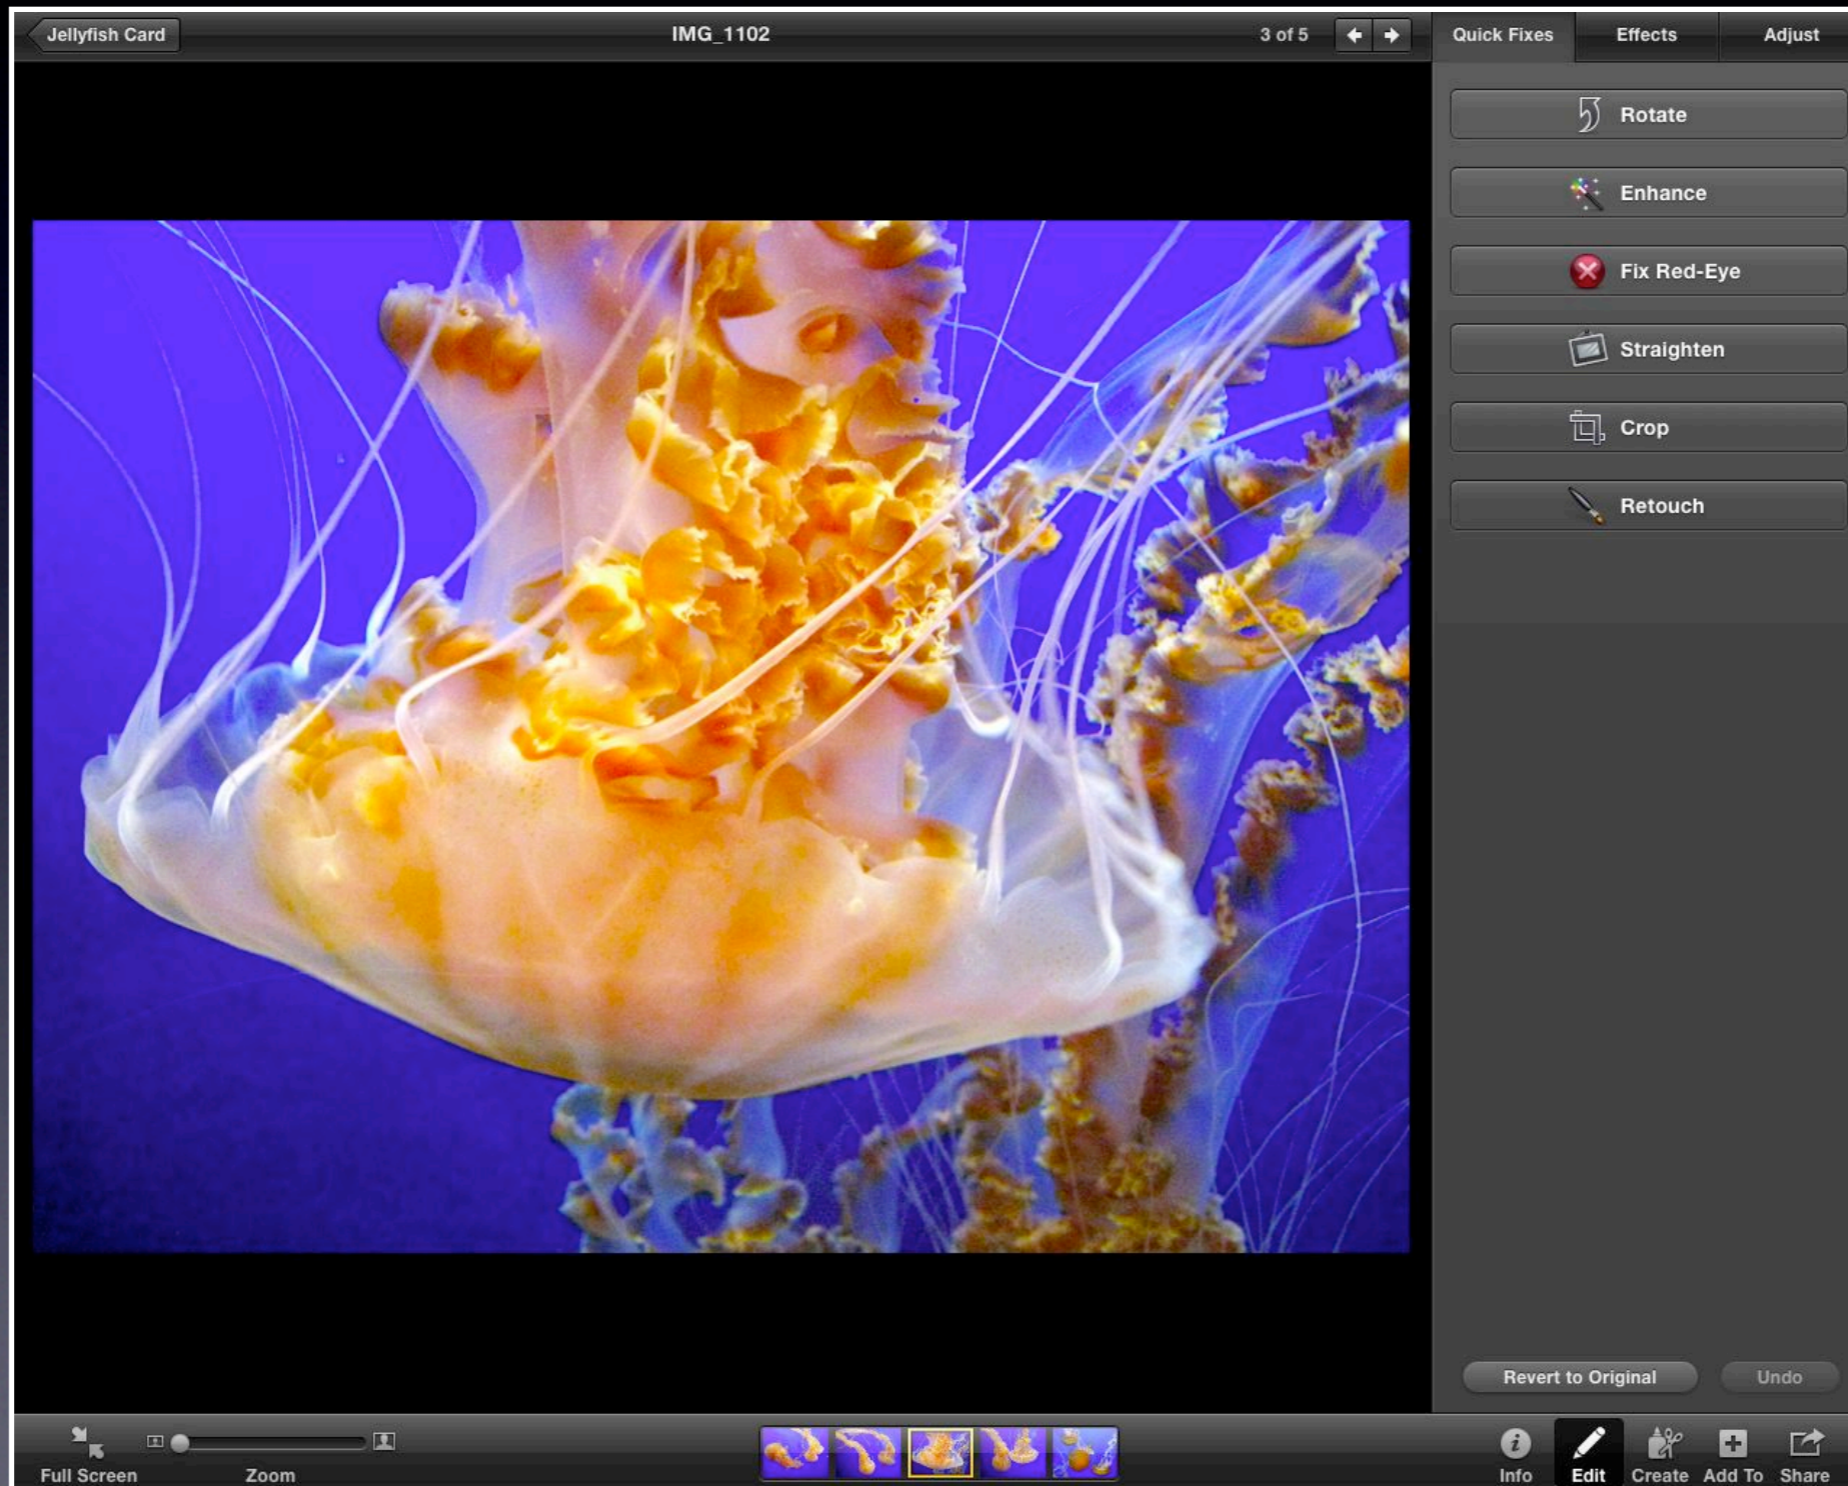 Jellyfish Card
IMG_1102
3 of 5
Quick Fixes
Effects
Adjust
Rotate
Enhance
Fix Red-Eye
Straighten
Crop
Retouch
Revert to Original
Undo
Full Screen
Zoom
Info
Edit
Create
Add To
Share